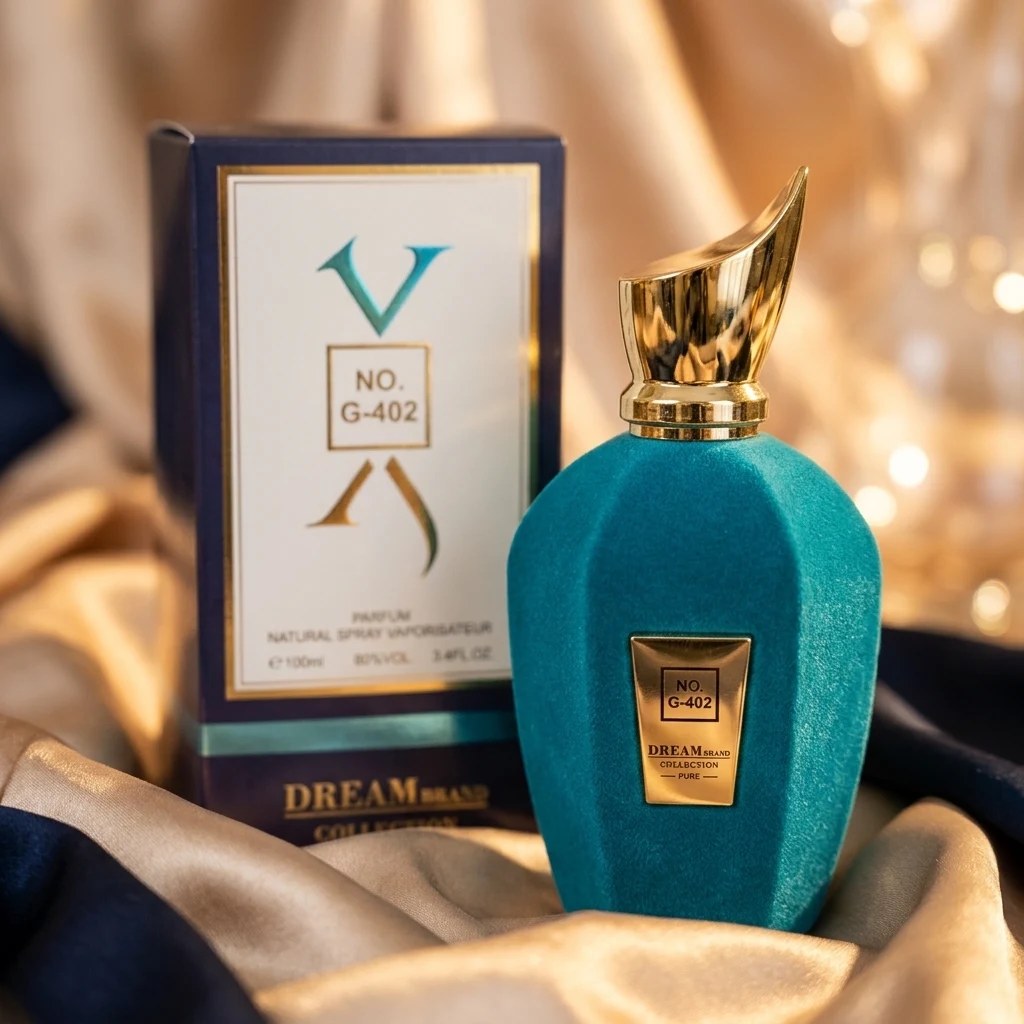 V
NO.
G-402
PARFUM
NATURAL SPRAY VAPORISATEUR
℮100ml 80%VOL. 3.4FL.OZ
DREAM BRAND
COLLECTION
NO.
G-402
DREAM BRAND
COLLECTION
PURE